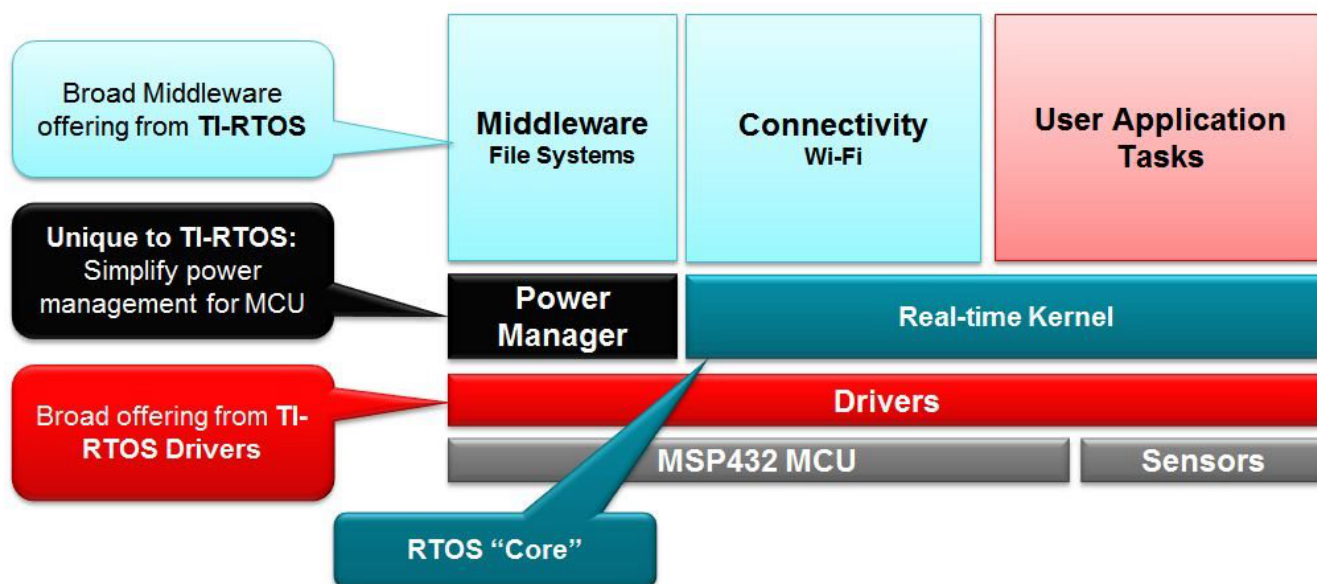 Broad Middleware
offering from TI-RTOS
Unique to TI-RTOS:
Simplify power
management for MCU
Broad offering from TI-
RTOS Drivers
Middleware
File Systems
Connectivity
Wi-Fi
User Application
Tasks
Power
Manager
Real-time Kernel
Drivers
MSP432 MCU
Sensors
RTOS “Core”